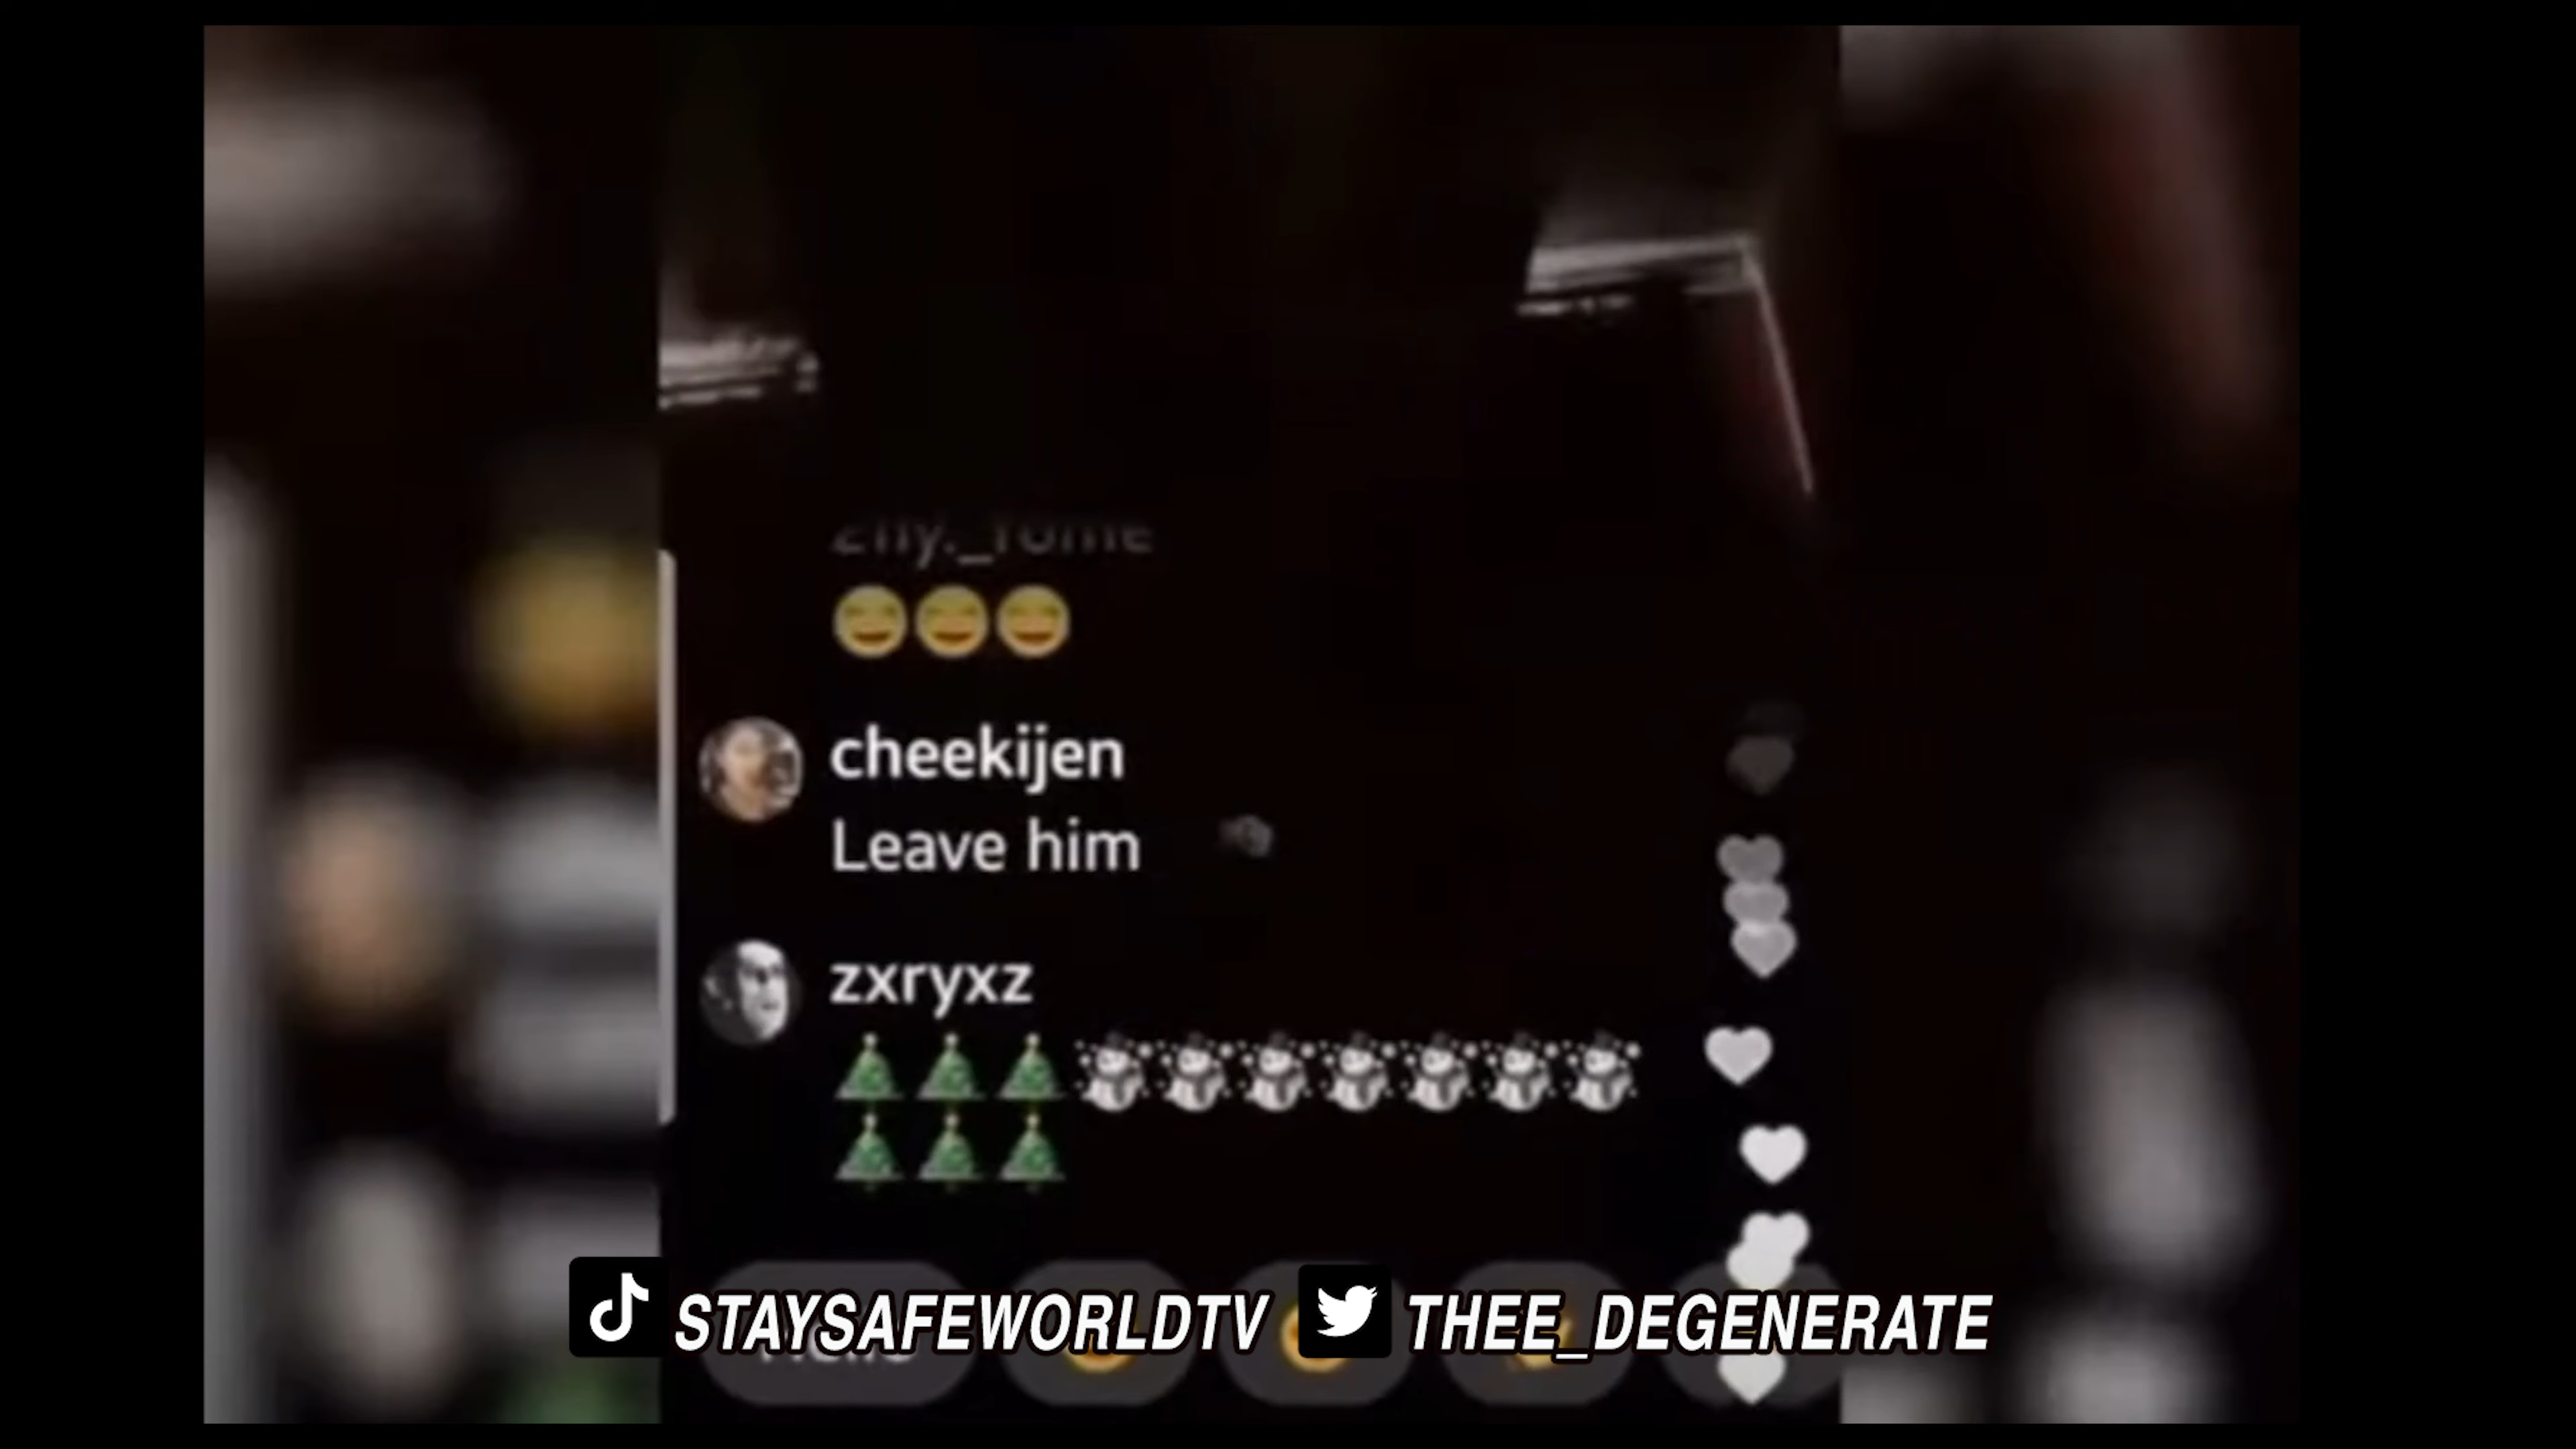 😄😄😄
cheekijen
Leave him
zxryxz
🎄🎄🎄☃️☃️☃️☃️☃️☃️☃️
🎄🎄🎄
STAYSAFEWORLDTV THEE_DEGENERATE